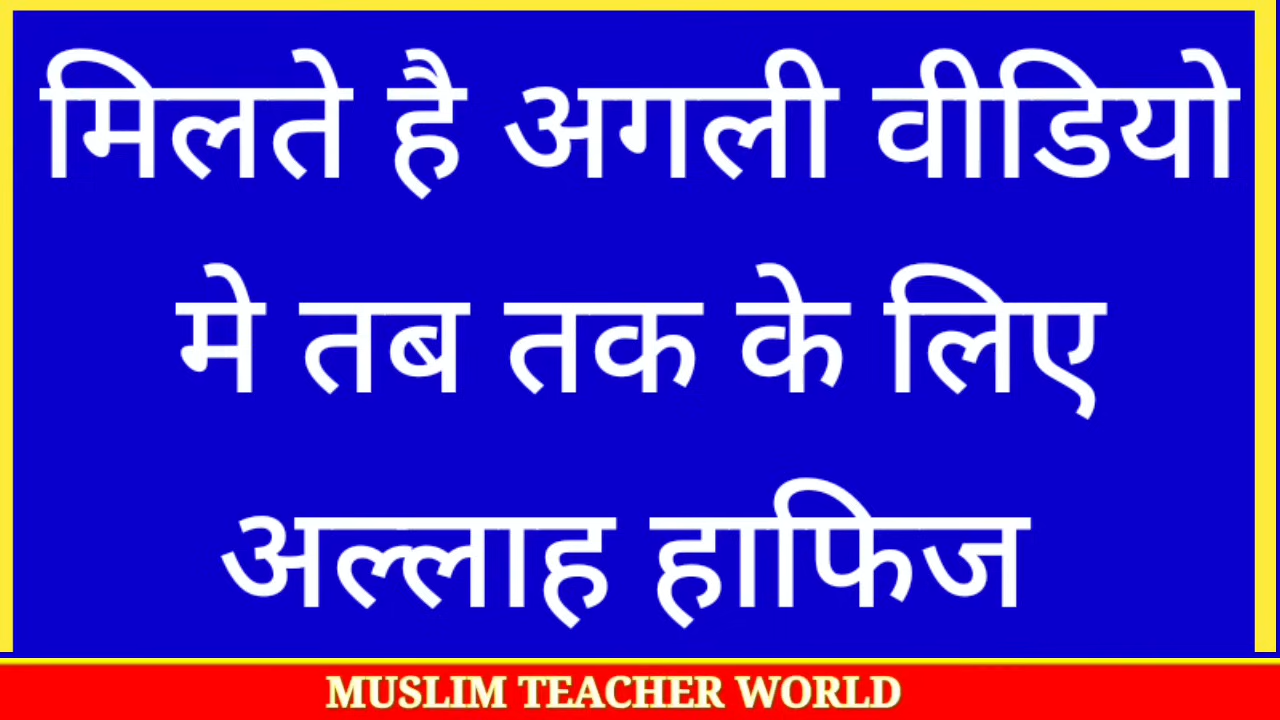 मिलते है अगली वीडियो
मे तब तक के लिए
अल्लाह हाफिज
MUSLIM TEACHER WORLD